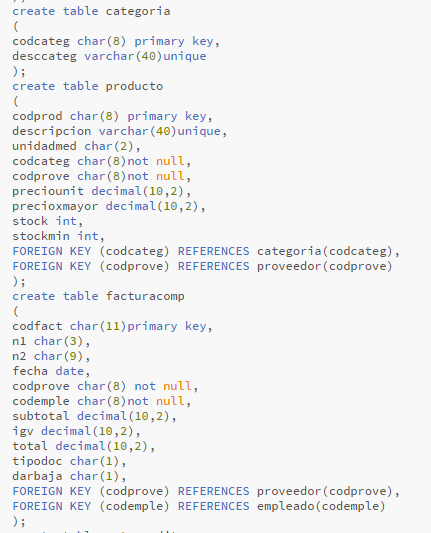 create table categoria
(
codcateg char(8) primary key,
desccateg varchar(40)unique
);
create table producto
(
codprod char(8) primary key,
descripcion varchar(40)unique,
unidadmed char(2),
codcateg char(8)not null,
codprove char(8)not null,
preciounit decimal(10,2),
precioxmayor decimal(10,2),
stock int,
stockmin int,
FOREIGN KEY (codcateg) REFERENCES categoria(codcateg),
FOREIGN KEY (codprove) REFERENCES proveedor(codprove)
);
create table facturacomp
(
codfact char(11)primary key,
n1 char(3),
n2 char(9),
fecha date,
codprove char(8) not null,
codemple char(8)not null,
subtotal decimal(10,2),
igv decimal(10,2),
total decimal(10,2),
tipodoc char(1),
darbaja char(1),
FOREIGN KEY (codprove) REFERENCES proveedor(codprove),
FOREIGN KEY (codemple) REFERENCES empleado(codemple)
);